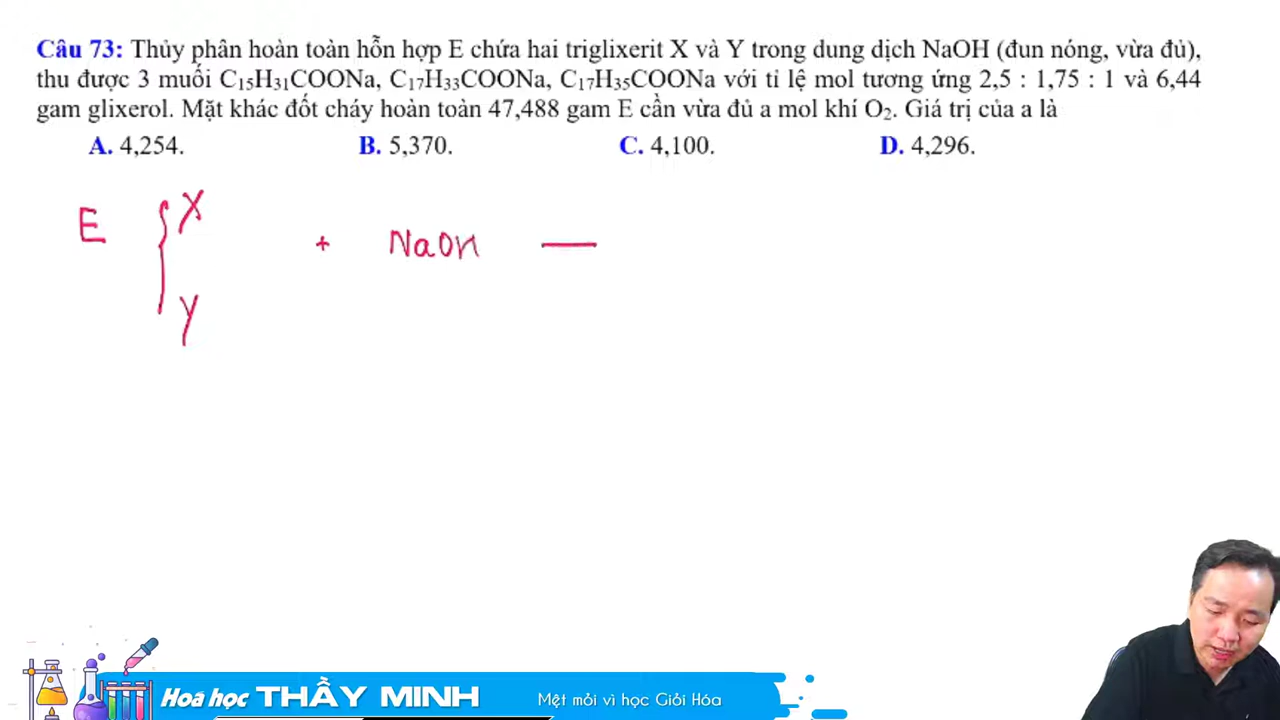 Câu 73: Thủy phân hoàn toàn hỗn hợp E chứa hai triglixerit X và Y trong dung dịch NaOH (đun nóng, vừa đủ),
thu được 3 muối C₁₅H₃₁COONa, C₁₇H₃₃COONa, C₁₇H₃₅COONa với tỉ lệ mol tương ứng 2,5 : 1,75 : 1 và 6,44
gam glixerol. Mặt khác đốt cháy hoàn toàn 47,488 gam E cần vừa đủ a mol khí O₂. Giá trị của a là
A. 4,254. B. 5,370. C. 4,100. D. 4,296.
X
E { + NaOH —
Y
Hoá học THẦY MINH Mệt mỏi vì học Giỏi Hóa